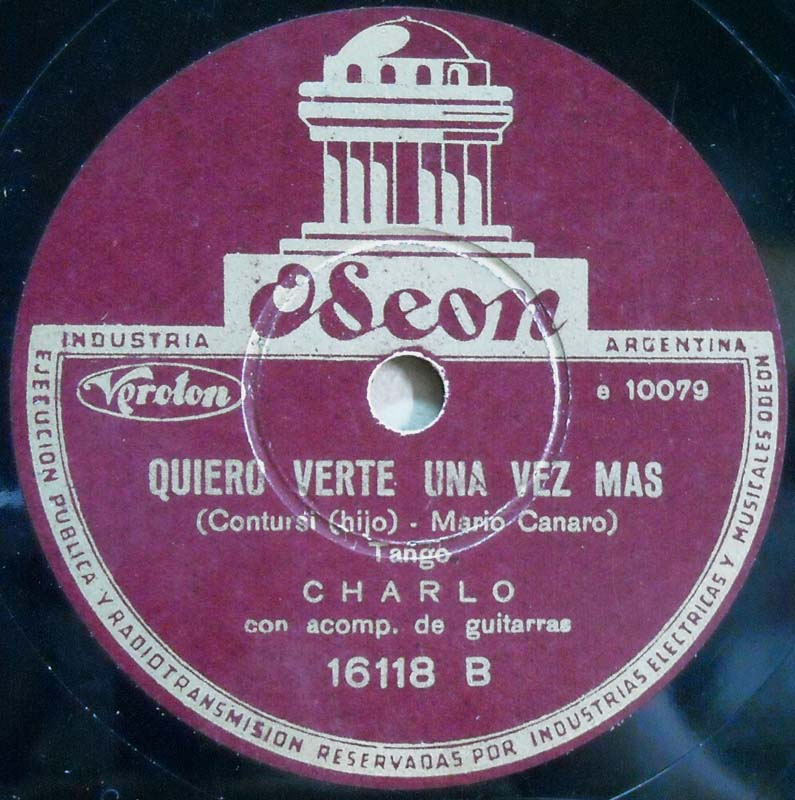 Odeon
INDUSTRIA ARGENTINA
Veroton
e 10079
QUIERO VERTE UNA VEZ MAS
(Contursi (hijo) - Mario Canaro)
Tango
CHARLO
con acomp. de guitarras
16118 B
EJECUCION PUBLICA Y RADIOTRANSMISION RESERVADAS POR INDUSTRIAS ELECTRICAS Y MUSICALES ODEON